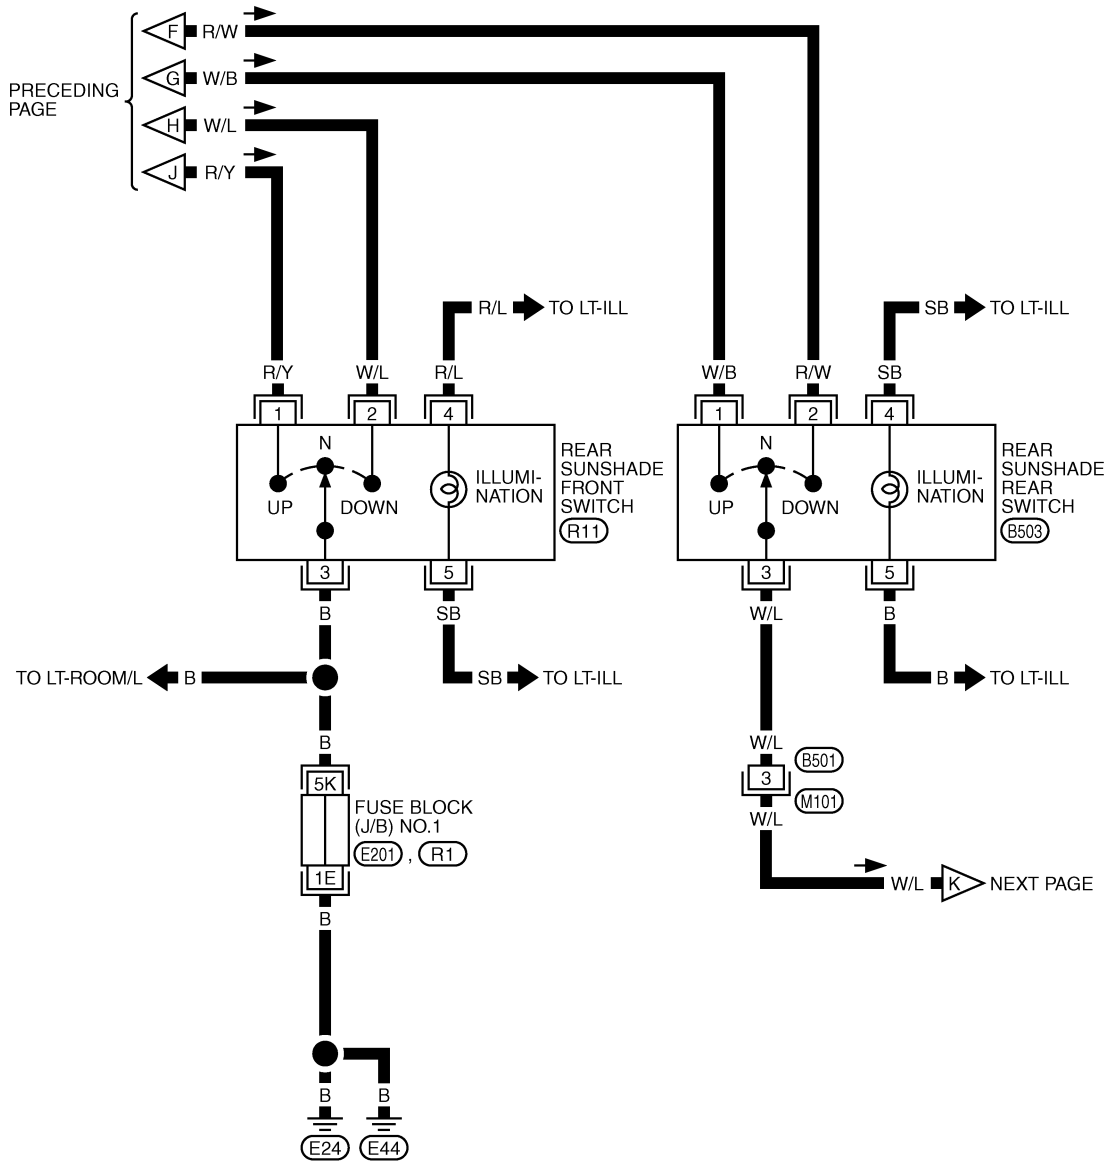 F R/W
G W/B
PRECEDING
PAGE
H W/L
J R/Y
R/L TO LT-ILL
SB TO LT-ILL
R/Y W/L R/L
W/B R/W SB
1 2 4
1 2 4
N
UP DOWN
ILLUMI-
NATION
REAR
SUNSHADE
FRONT
SWITCH
R11
N
UP DOWN
ILLUMI-
NATION
REAR
SUNSHADE
REAR
SWITCH
B503
3 5
3 5
B SB
W/L B
TO LT-ROOM/L B
SB TO LT-ILL
B TO LT-ILL
B
W/L
B501
5K
3
M101
FUSE BLOCK
(J/B) NO.1
E201 , R1
W/L
1E
W/L K NEXT PAGE
B
B B
E24 E44